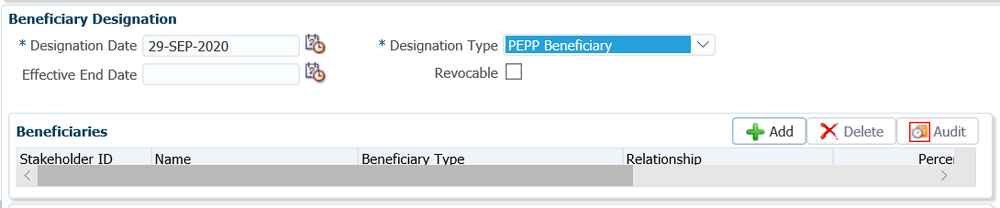 Beneficiary Designation
* Designation Date 29-SEP-2020 * Designation Type PEPP Beneficiary
Effective End Date Revocable
Beneficiaries Add Delete Audit
Stakeholder ID Name Beneficiary Type Relationship Percen